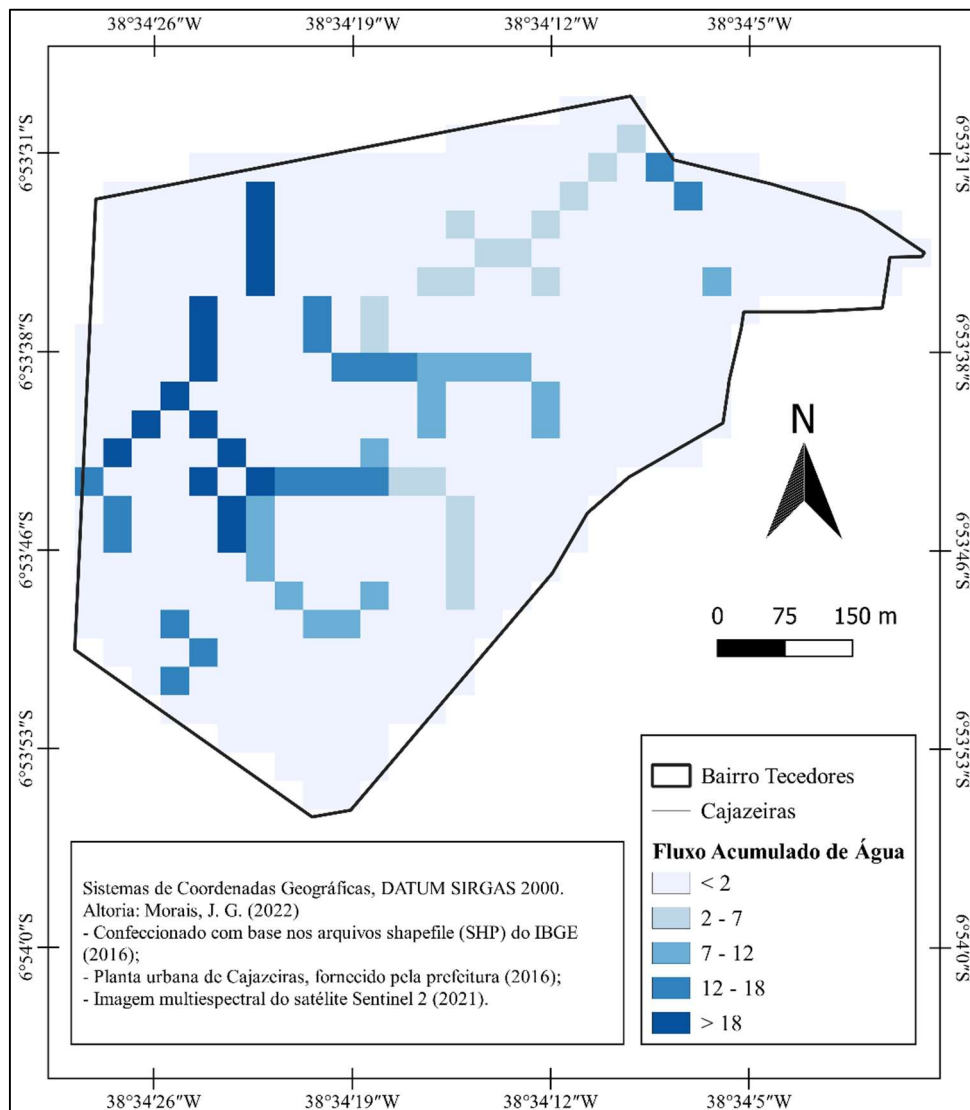 38°34′26″W 38°34′19″W 38°34′12″W 38°34′5″W
6°53′31″S 6°53′31″S
6°53′38″S 6°53′38″S
N
6°53′46″S 6°53′46″S
0 75 150 m
6°53′53″S 6°53′53″S
Bairro Tecedores
Cajazeiras
Fluxo Acumulado de Água
< 2
2 - 7
7 - 12
12 - 18
> 18
Sistemas de Coordenadas Geográficas, DATUM SIRGAS 2000.
Altoria: Morais, J. G. (2022)
- Confeccionado com base nos arquivos shapefile (SHP) do IBGE
(2016);
- Planta urbana de Cajazeiras, fornecido pela prefeitura (2016);
- Imagem multiespectral do satélite Sentinel 2 (2021).
6°54′0″S 6°54′0″S
38°34′26″W 38°34′19″W 38°34′12″W 38°34′5″W